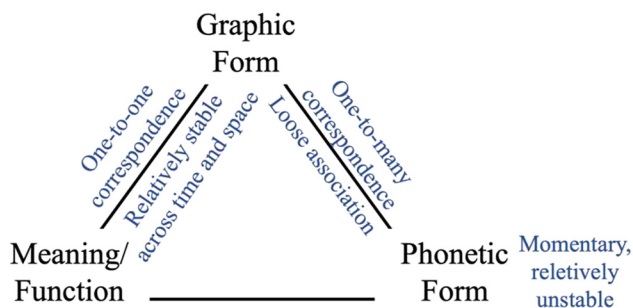 Graphic
Form
One-to-one
correspondence
Relatively stable
across time and space
One-to-many
correspondence
Loose association
Meaning/
Function
Phonetic
Form
Momentary,
reletively
unstable